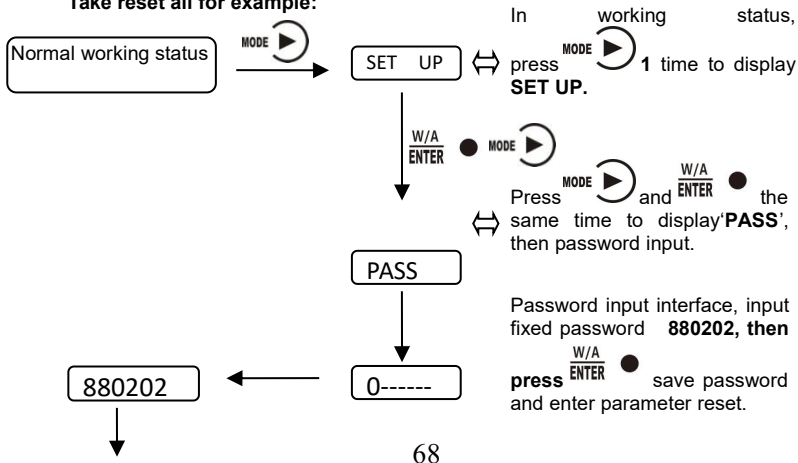 Take reset all for example:
In working status,
Normal working status
MODE
SET UP
press MODE 1 time to display
SET UP.
W/A
ENTER
MODE
Press MODE and W/A ENTER the
same time to display‘PASS’,
then password input.
PASS
Password input interface, input
fixed password 880202, then
press W/A ENTER save password
and enter parameter reset.
880202
0------
68